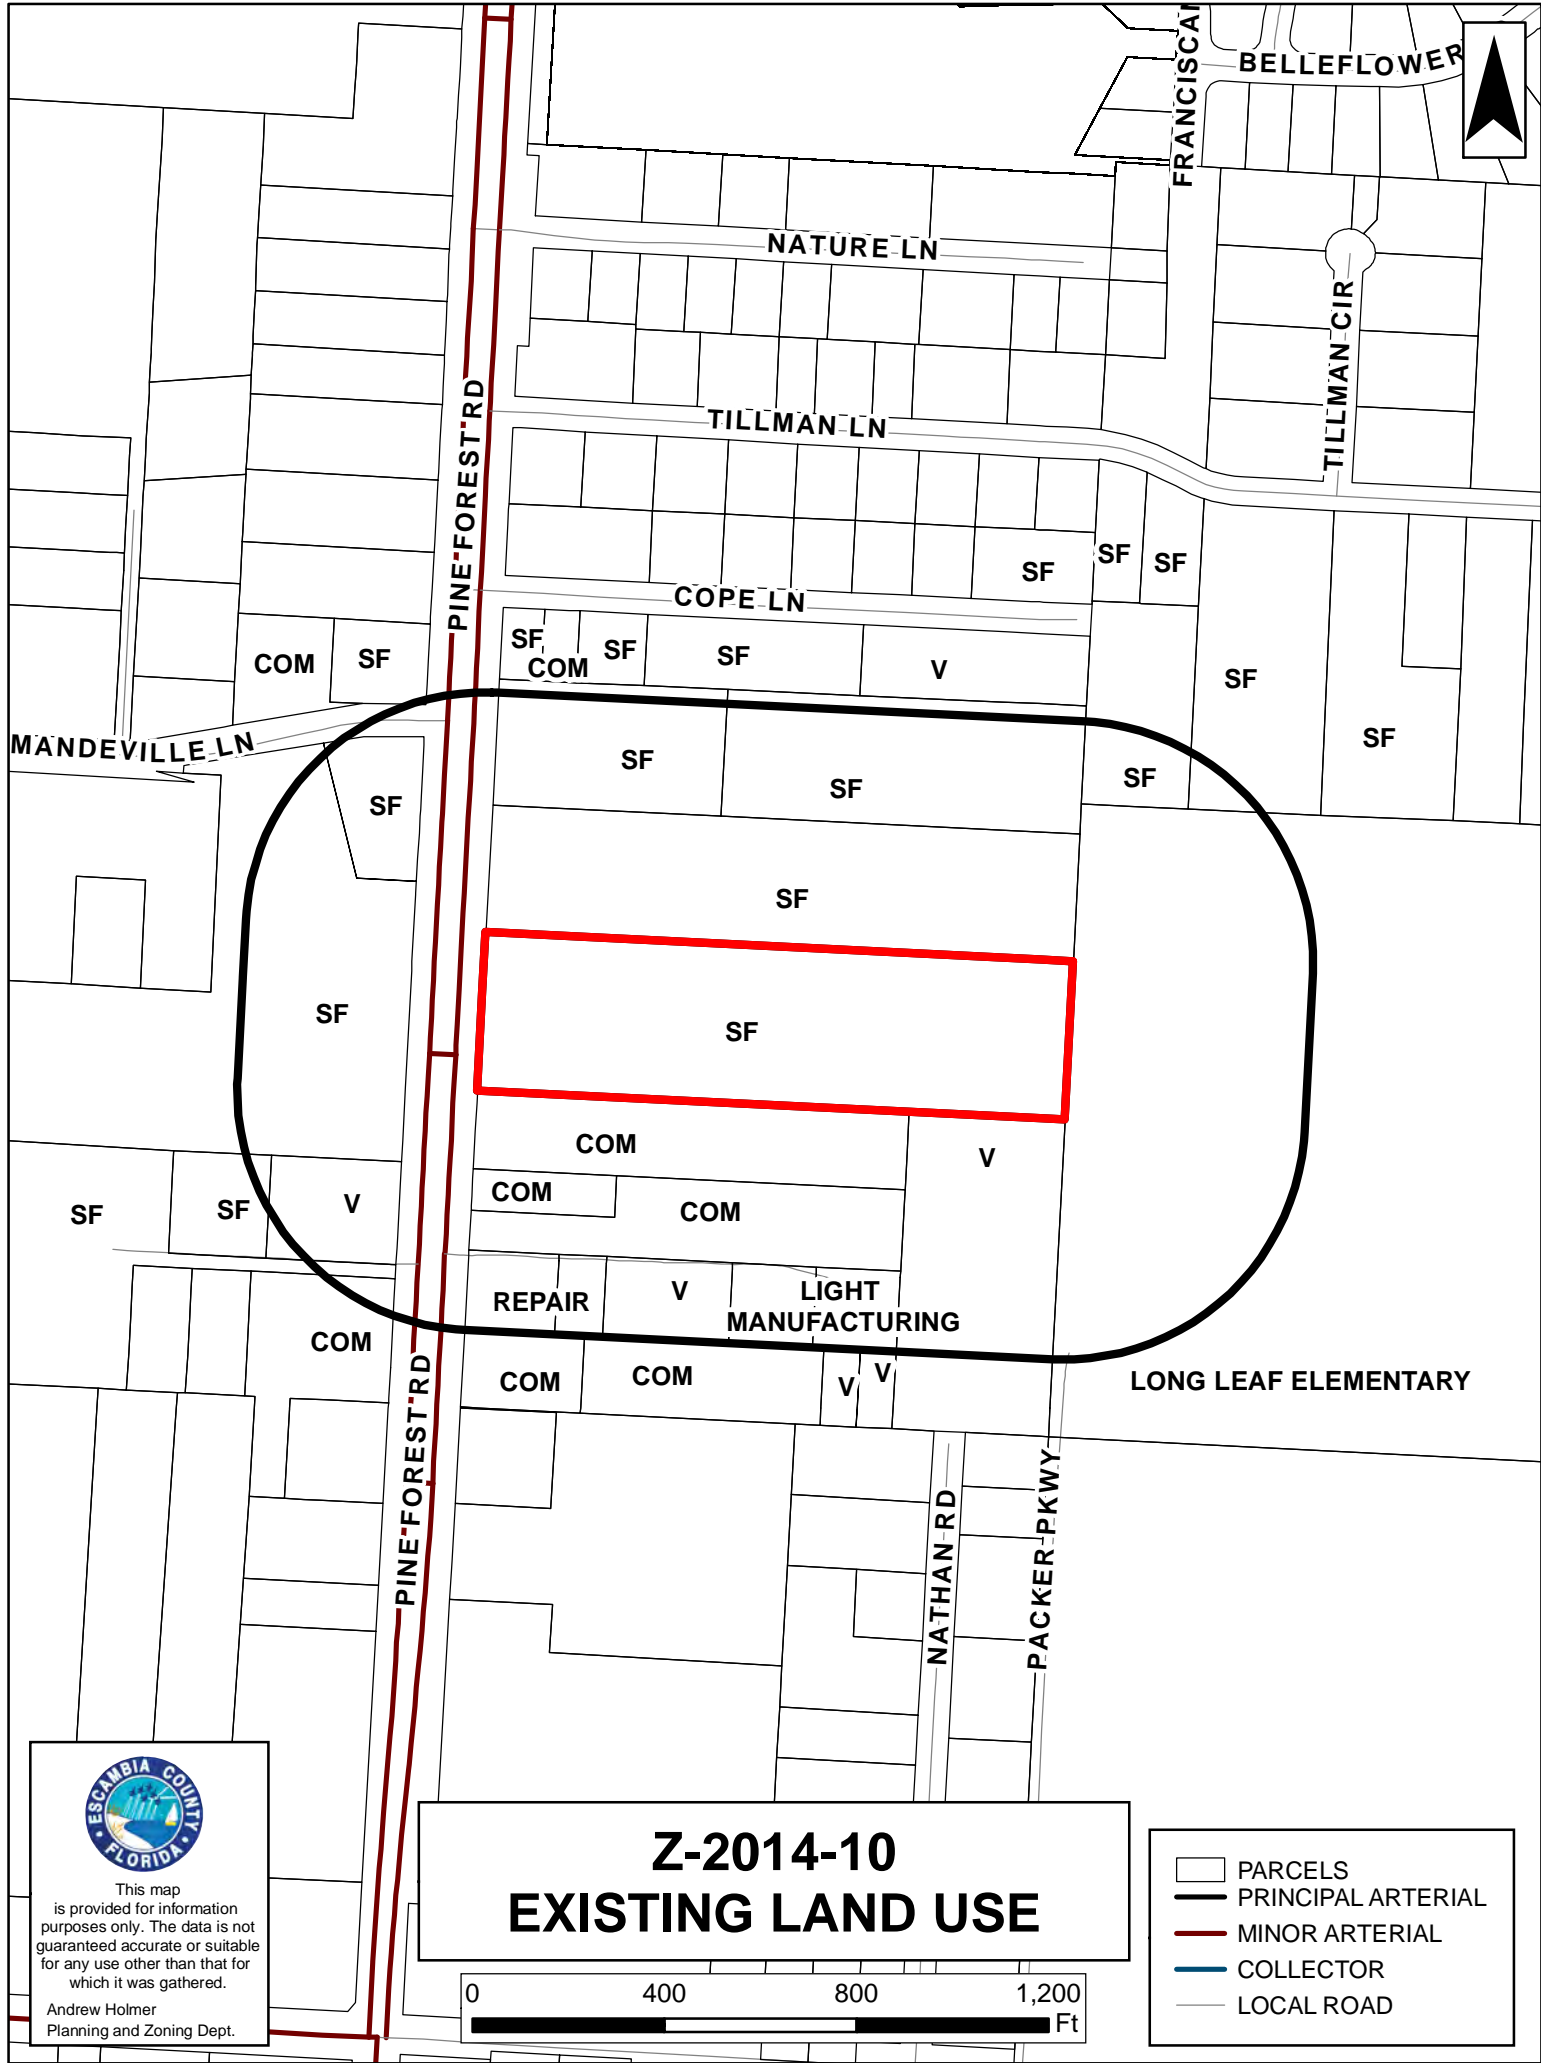 FRANCISCAN
BELLEFLOWER
NATURE LN
TILLMAN CIR
PINE FOREST RD
TILLMAN LN
SF
SF
SF
COPE LN
COM
SF
SF
COM
SF
SF
V
SF
SF
MANDEVILLE LN
SF
SF
SF
SF
SF
SF
SF
COM
V
COM
COM
SF
SF
V
REPAIR
V
LIGHT
MANUFACTURING
COM
COM
COM
V
V
LONG LEAF ELEMENTARY
PINE FOREST RD
NATHAN RD
PACKER PKWY
ESCAMBIA COUNTY
FLORIDA
This map
is provided for information
purposes only. The data is not
guaranteed accurate or suitable
for any use other than that for
which it was gathered.
Andrew Holmer
Planning and Zoning Dept.
Z-2014-10
EXISTING LAND USE
0 400 800 1,200
Ft
PARCELS
PRINCIPAL ARTERIAL
MINOR ARTERIAL
COLLECTOR
LOCAL ROAD